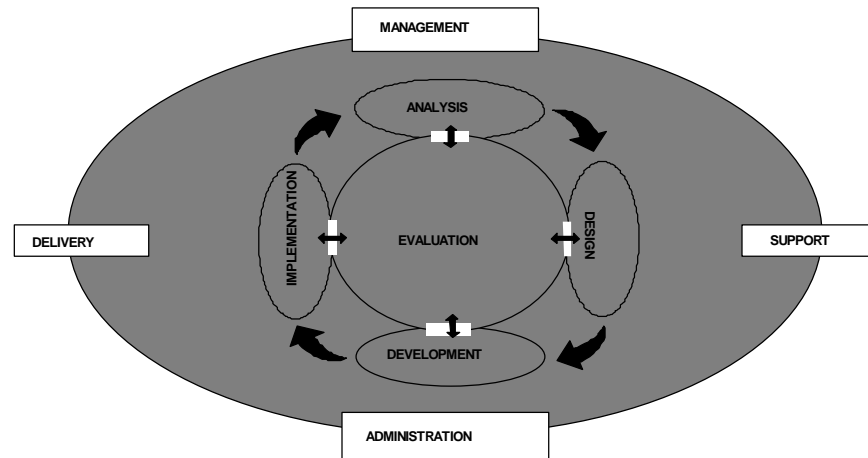 MANAGEMENT
ANALYSIS
IMPLEMENTATION
DESIGN
DELIVERY
EVALUATION
SUPPORT
DEVELOPMENT
ADMINISTRATION